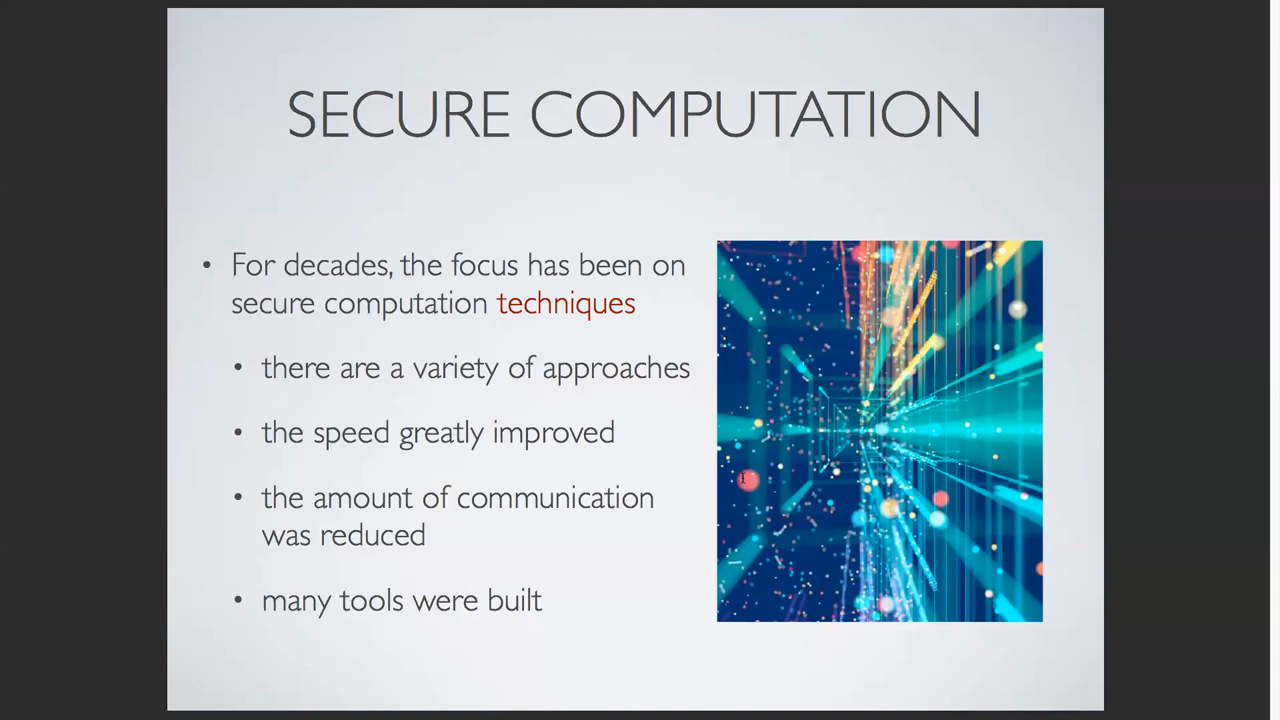 SECURE COMPUTATION
• For decades, the focus has been on
secure computation techniques
• there are a variety of approaches
• the speed greatly improved
• the amount of communication
was reduced
• many tools were built